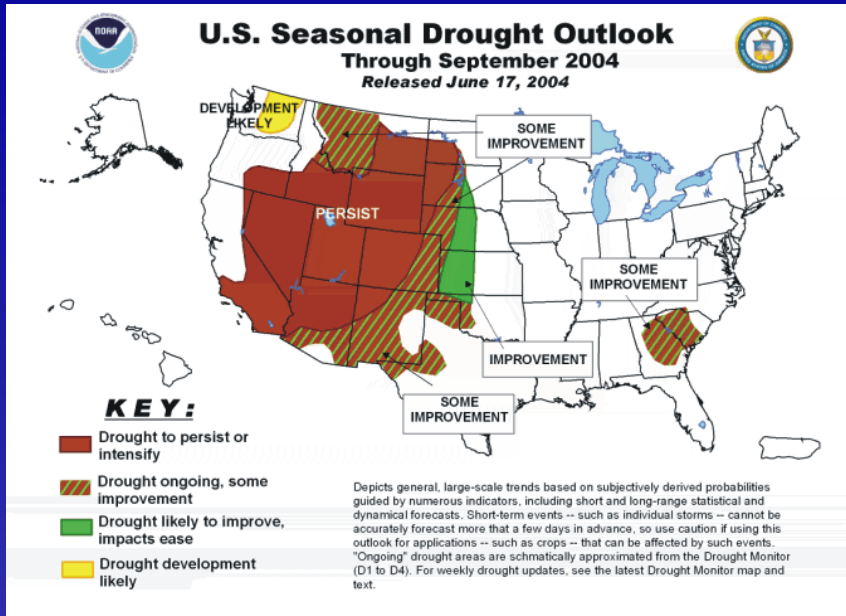 NOAA
U.S. Seasonal Drought Outlook
Through September 2004
Released June 17, 2004
DEVELOPMENT
LIKELY
SOME
IMPROVEMENT
PERSIST
SOME
IMPROVEMENT
IMPROVEMENT
SOME
IMPROVEMENT
KEY:
Drought to persist or
intensify
Drought ongoing, some
improvement
Drought likely to improve,
impacts ease
Drought development
likely
Depicts general, large-scale trends based on subjectively derived probabilities
guided by numerous indicators, including short and long-range statistical and
dynamical forecasts. Short-term events -- such as individual storms -- cannot be
accurately forecast more that a few days in advance, so use caution if using this
outlook for applications -- such as crops -- that can be affected by such events.
"Ongoing" drought areas are schmatically approximated from the Drought Monitor
(D1 to D4). For weekly drought updates, see the latest Drought Monitor map and
text.